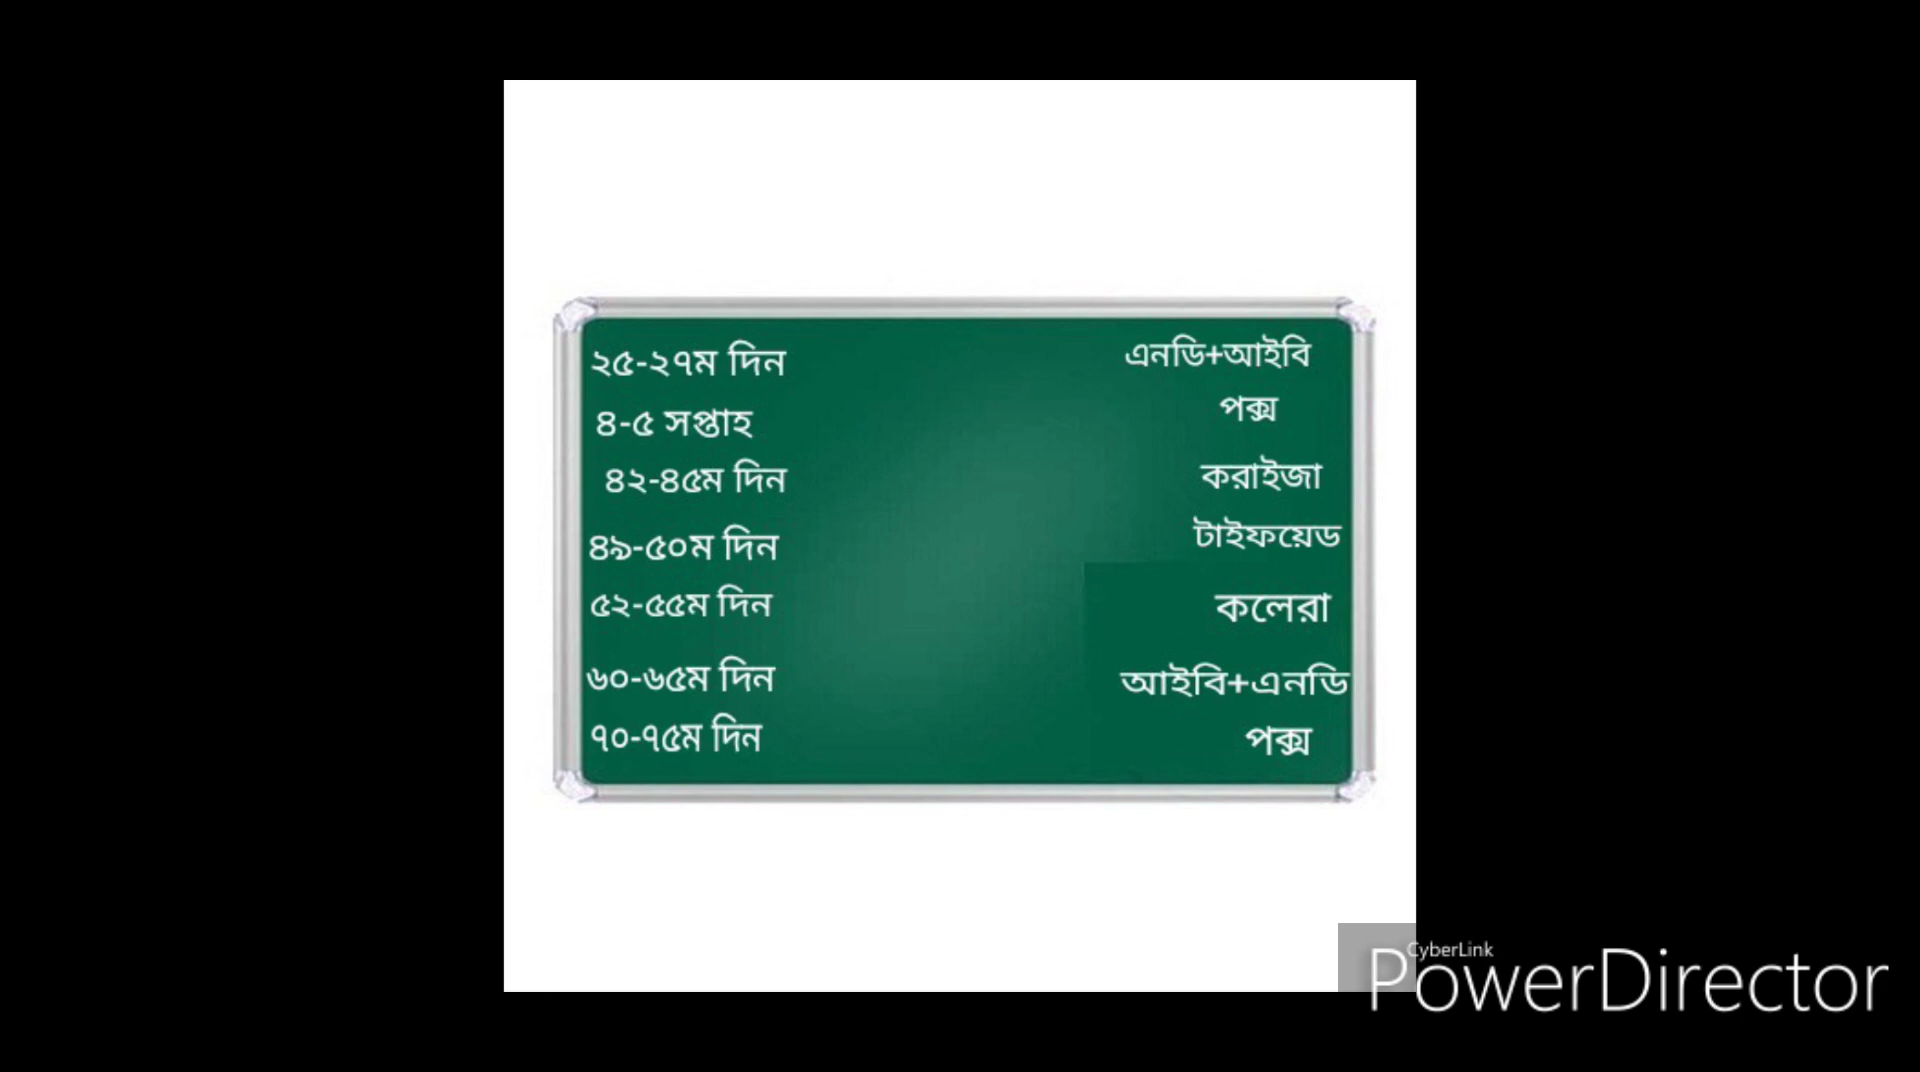 ২৫-২৭ম দিন এনডি+আইবি
৪-৫ সপ্তাহ পক্স
৪২-৪৫ম দিন করাইজা
৪৯-৫০ম দিন টাইফয়েড
৫২-৫৫ম দিন কলেরা
৬০-৬৫ম দিন আইবি+এনডি
৭০-৭৫ম দিন পক্স
CyberLink
PowerDirector